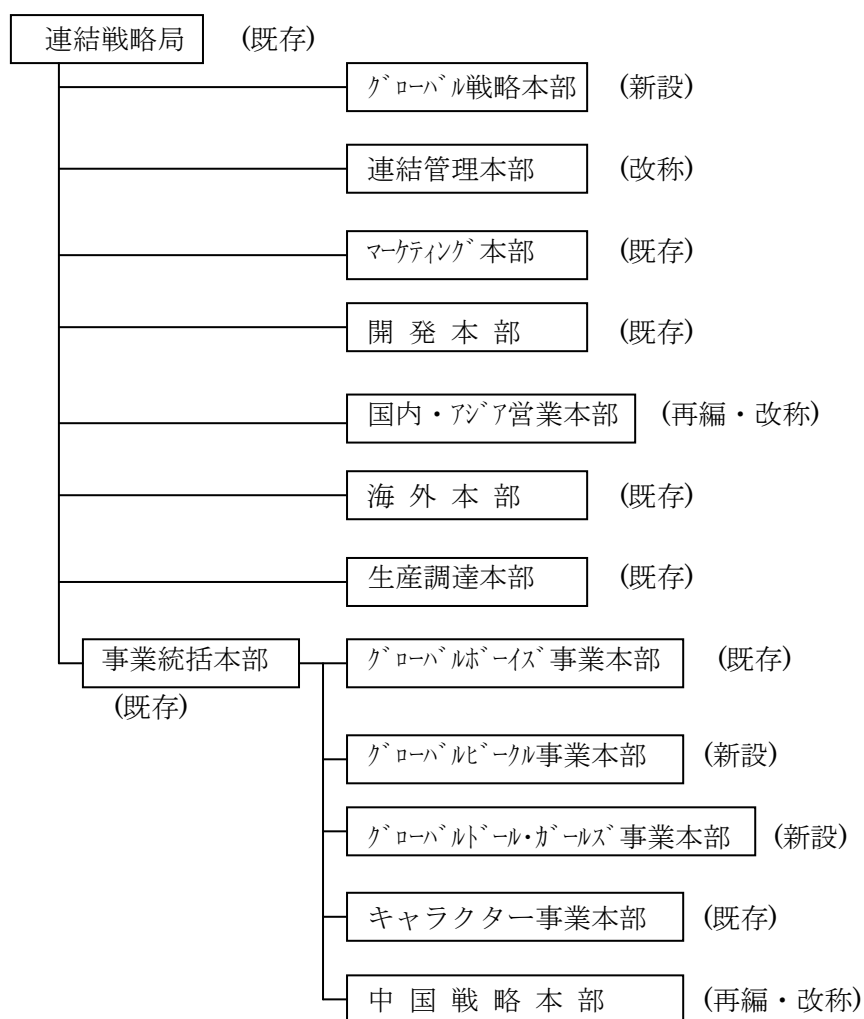 連結戦略局 (既存)
ｸﾞﾛｰﾊﾞﾙ戦略本部 (新設)
連結管理本部 (改称)
ﾏｰｹﾃｨﾝｸﾞ本部 (既存)
開 発 本 部 (既存)
国内・ｱｼﾞｱ営業本部 (再編・改称)
海 外 本 部 (既存)
生産調達本部 (既存)
事業統括本部 ｸﾞﾛｰﾊﾞﾙﾎﾞｰｲｽﾞ事業本部 (既存)
(既存)
ｸﾞﾛｰﾊﾞﾙﾋﾞｰｸﾙ事業本部 (新設)
ｸﾞﾛｰﾊﾞﾙﾄﾞｰﾙ･ｶﾞｰﾙｽﾞ事業本部 (新設)
キャラクター事業本部 (既存)
中 国 戦 略 本 部 (再編・改称)